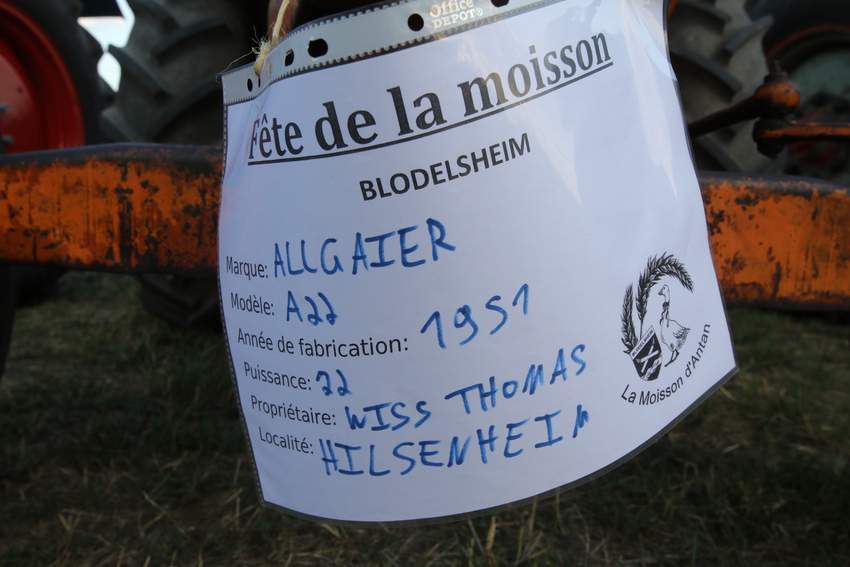 Office DEPOT®
Fête de la moisson
BLODELSHEIM
Marque: ALLGAIER
Modèle: A22
Année de fabrication: 1951
Puissance: 22
Propriétaire: WISS THOMAS
Localité: HILSENHEIM
La Moisson d'Antan